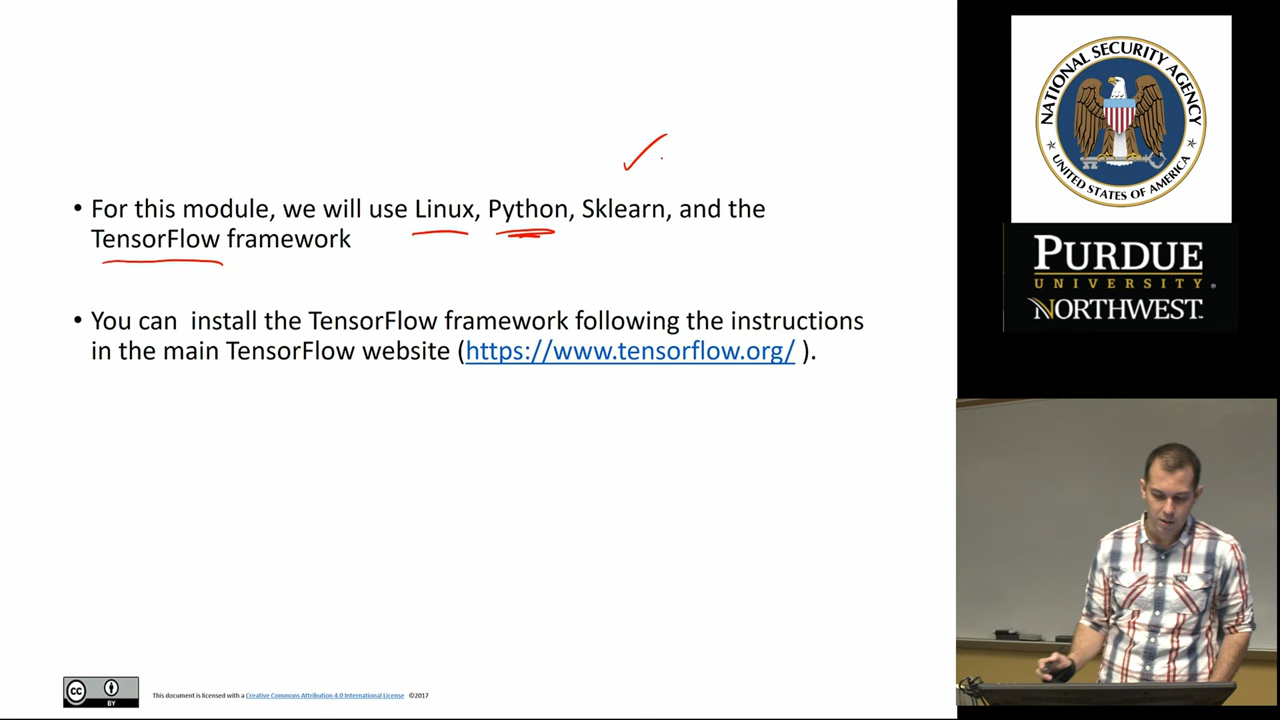 • For this module, we will use Linux, Python, Sklearn, and the
TensorFlow framework
• You can  install the TensorFlow framework following the instructions
in the main TensorFlow website (https://www.tensorflow.org/ ).
cc
BY
This document is licensed with a Creative Commons Attribution 4.0 International License ©2017
NATIONAL SECURITY AGENCY
UNITED STATES OF AMERICA
PURDUE
UNIVERSITY
NORTHWEST